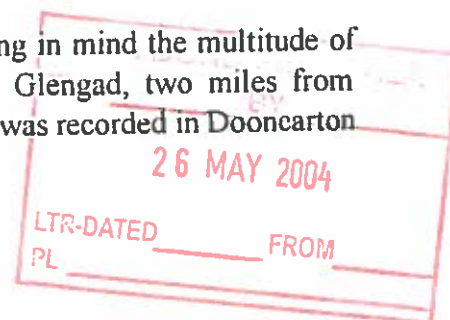 ng in mind the multitude of
Glengad, two miles from
BY
was recorded in Dooncarton
26 MAY 2004
LTR-DATED FROM
PL